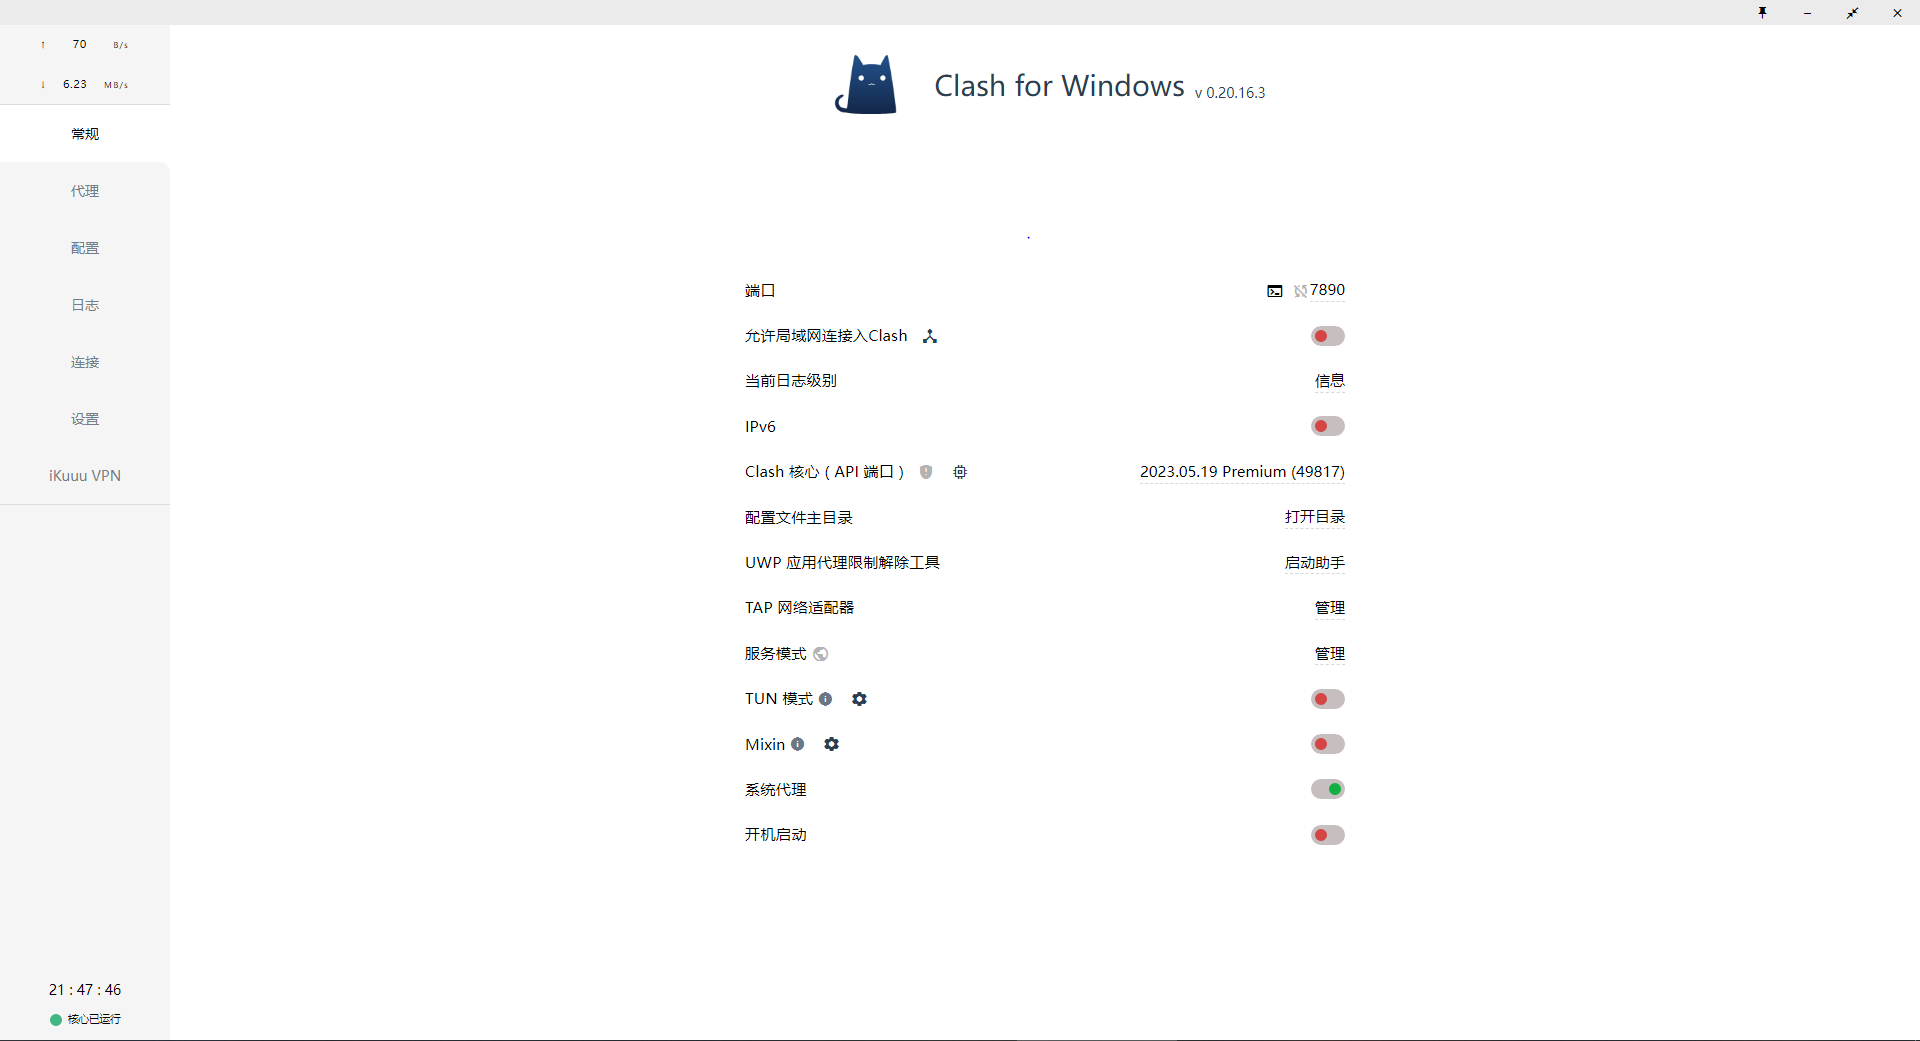 ↑ 70 B/s
↓ 6.23 MB/s
常规
代理
配置
日志
连接
设置
iKuuu VPN
21 : 47 : 46
核心已运行
Clash for Windows v 0.20.16.3
端口 7890
允许局域网连接入Clash
当前日志级别 信息
IPv6
Clash 核心 ( API 端口 ) 2023.05.19 Premium (49817)
配置文件主目录 打开目录
UWP 应用代理限制解除工具 启动助手
TAP 网络适配器 管理
服务模式 管理
TUN 模式
Mixin
系统代理
开机启动